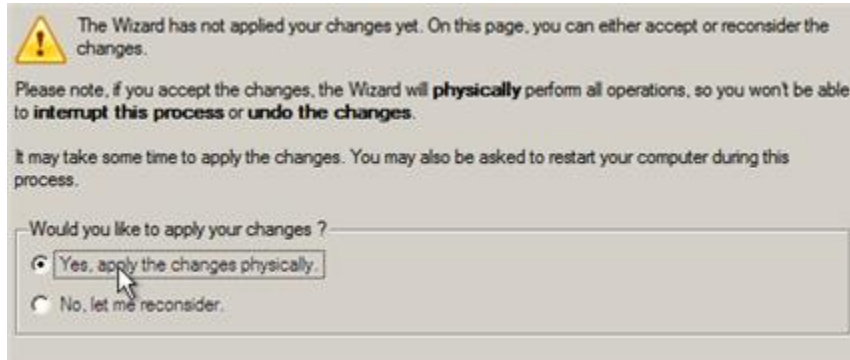 The Wizard has not applied your changes yet. On this page, you can either accept or reconsider the
changes.
Please note, if you accept the changes, the Wizard will physically perform all operations, so you won't be able
to interrupt this process or undo the changes.
It may take some time to apply the changes. You may also be asked to restart your computer during this
process.
Would you like to apply your changes ?
Yes, apply the changes physically.
No, let me reconsider.